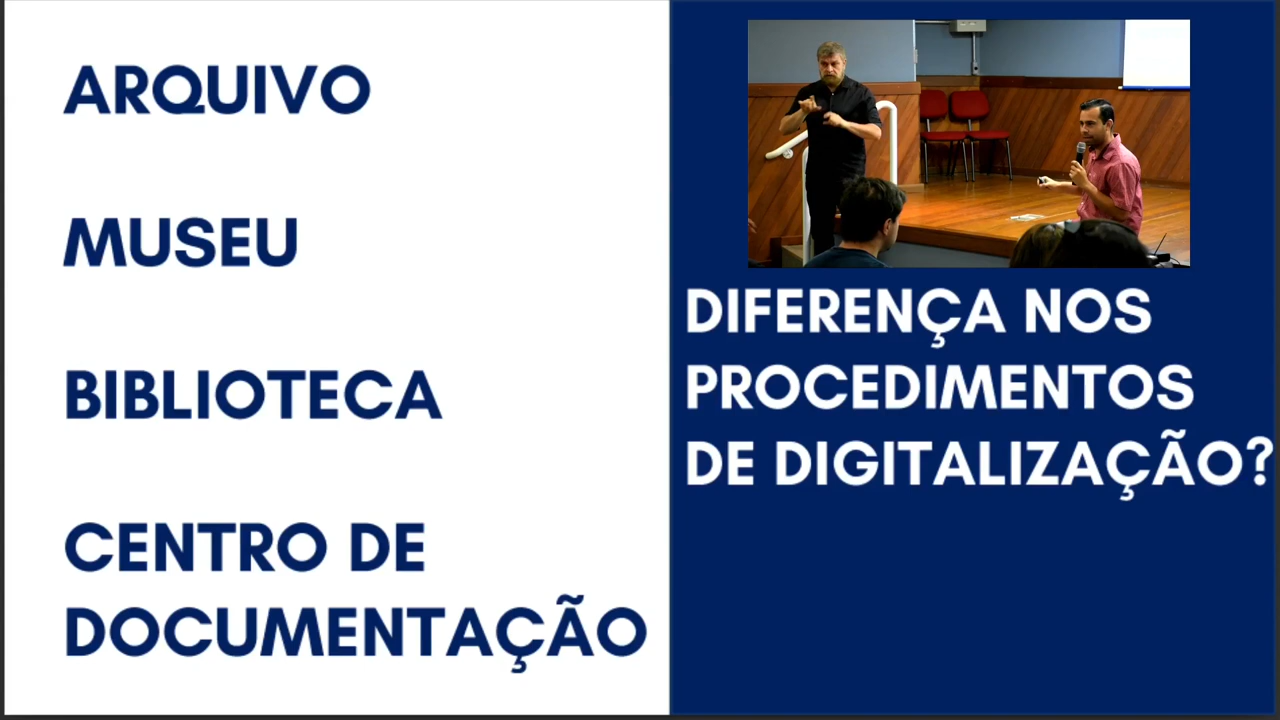 ARQUIVO
MUSEU
BIBLIOTECA
CENTRO DE
DOCUMENTAÇÃO
DIFERENÇA NOS
PROCEDIMENTOS
DE DIGITALIZAÇÃO?